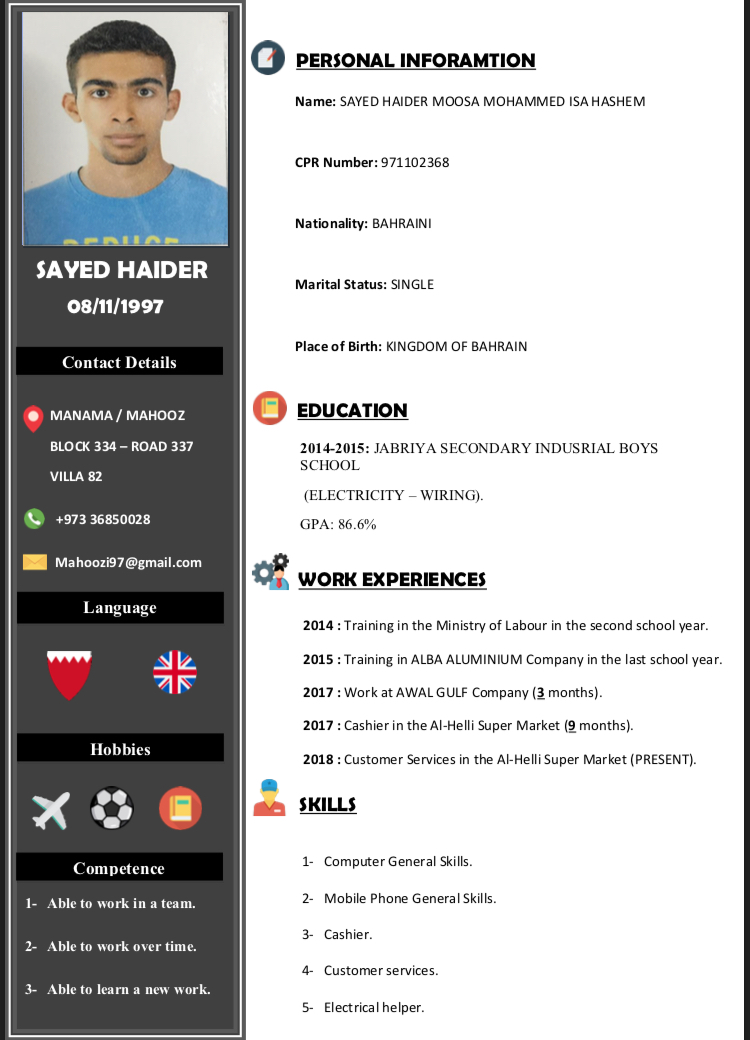 SAYED HAIDER
08/11/1997
Contact Details
MANAMA / MAHOOZ
BLOCK 334 – ROAD 337
VILLA 82
+973 36850028
Mahoozi97@gmail.com
Language
Hobbies
Competence
1- Able to work in a team.
2- Able to work over time.
3- Able to learn a new work.
PERSONAL INFORAMTION
Name: SAYED HAIDER MOOSA MOHAMMED ISA HASHEM
CPR Number: 971102368
Nationality: BAHRAINI
Marital Status: SINGLE
Place of Birth: KINGDOM OF BAHRAIN
EDUCATION
2014-2015: JABRIYA SECONDARY INDUSRIAL BOYS
SCHOOL
(ELECTRICITY – WIRING).
GPA: 86.6%
WORK EXPERIENCES
2014 : Training in the Ministry of Labour in the second school year.
2015 : Training in ALBA ALUMINIUM Company in the last school year.
2017 : Work at AWAL GULF Company (3 months).
2017 : Cashier in the Al-Helli Super Market (9 months).
2018 : Customer Services in the Al-Helli Super Market (PRESENT).
SKILLS
1- Computer General Skills.
2- Mobile Phone General Skills.
3- Cashier.
4- Customer services.
5- Electrical helper.